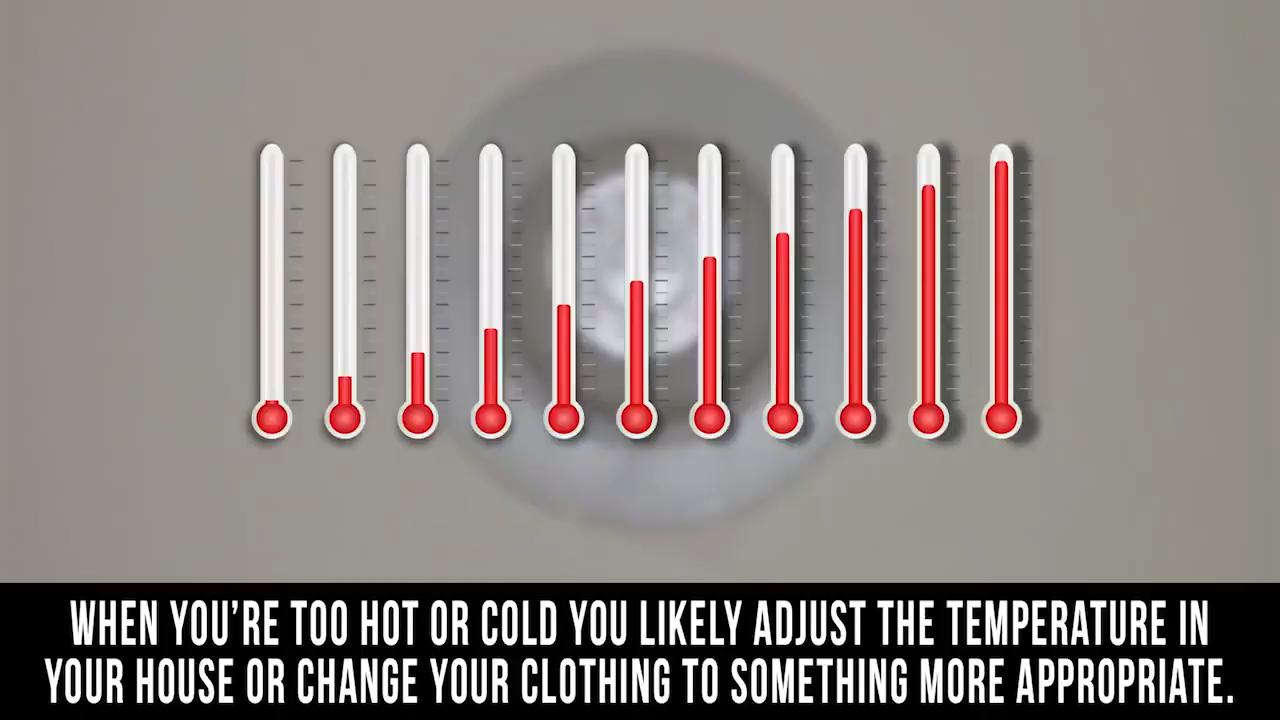 WHEN YOU'RE TOO HOT OR COLD YOU LIKELY ADJUST THE TEMPERATURE IN
YOUR HOUSE OR CHANGE YOUR CLOTHING TO SOMETHING MORE APPROPRIATE.